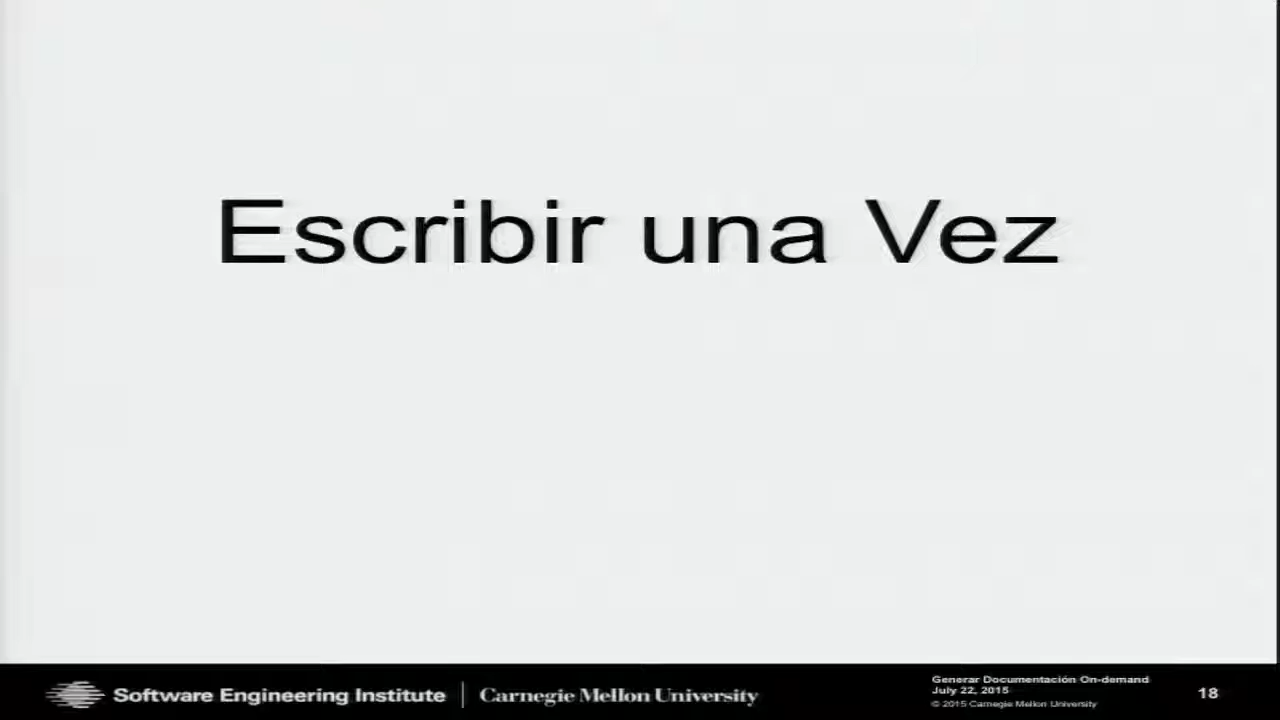 Escribir una Vez
Software Engineering Institute | Carnegie Mellon University
Generar Documentación On-demand
July 22, 2015
© 2015 Carnegie Mellon University
18